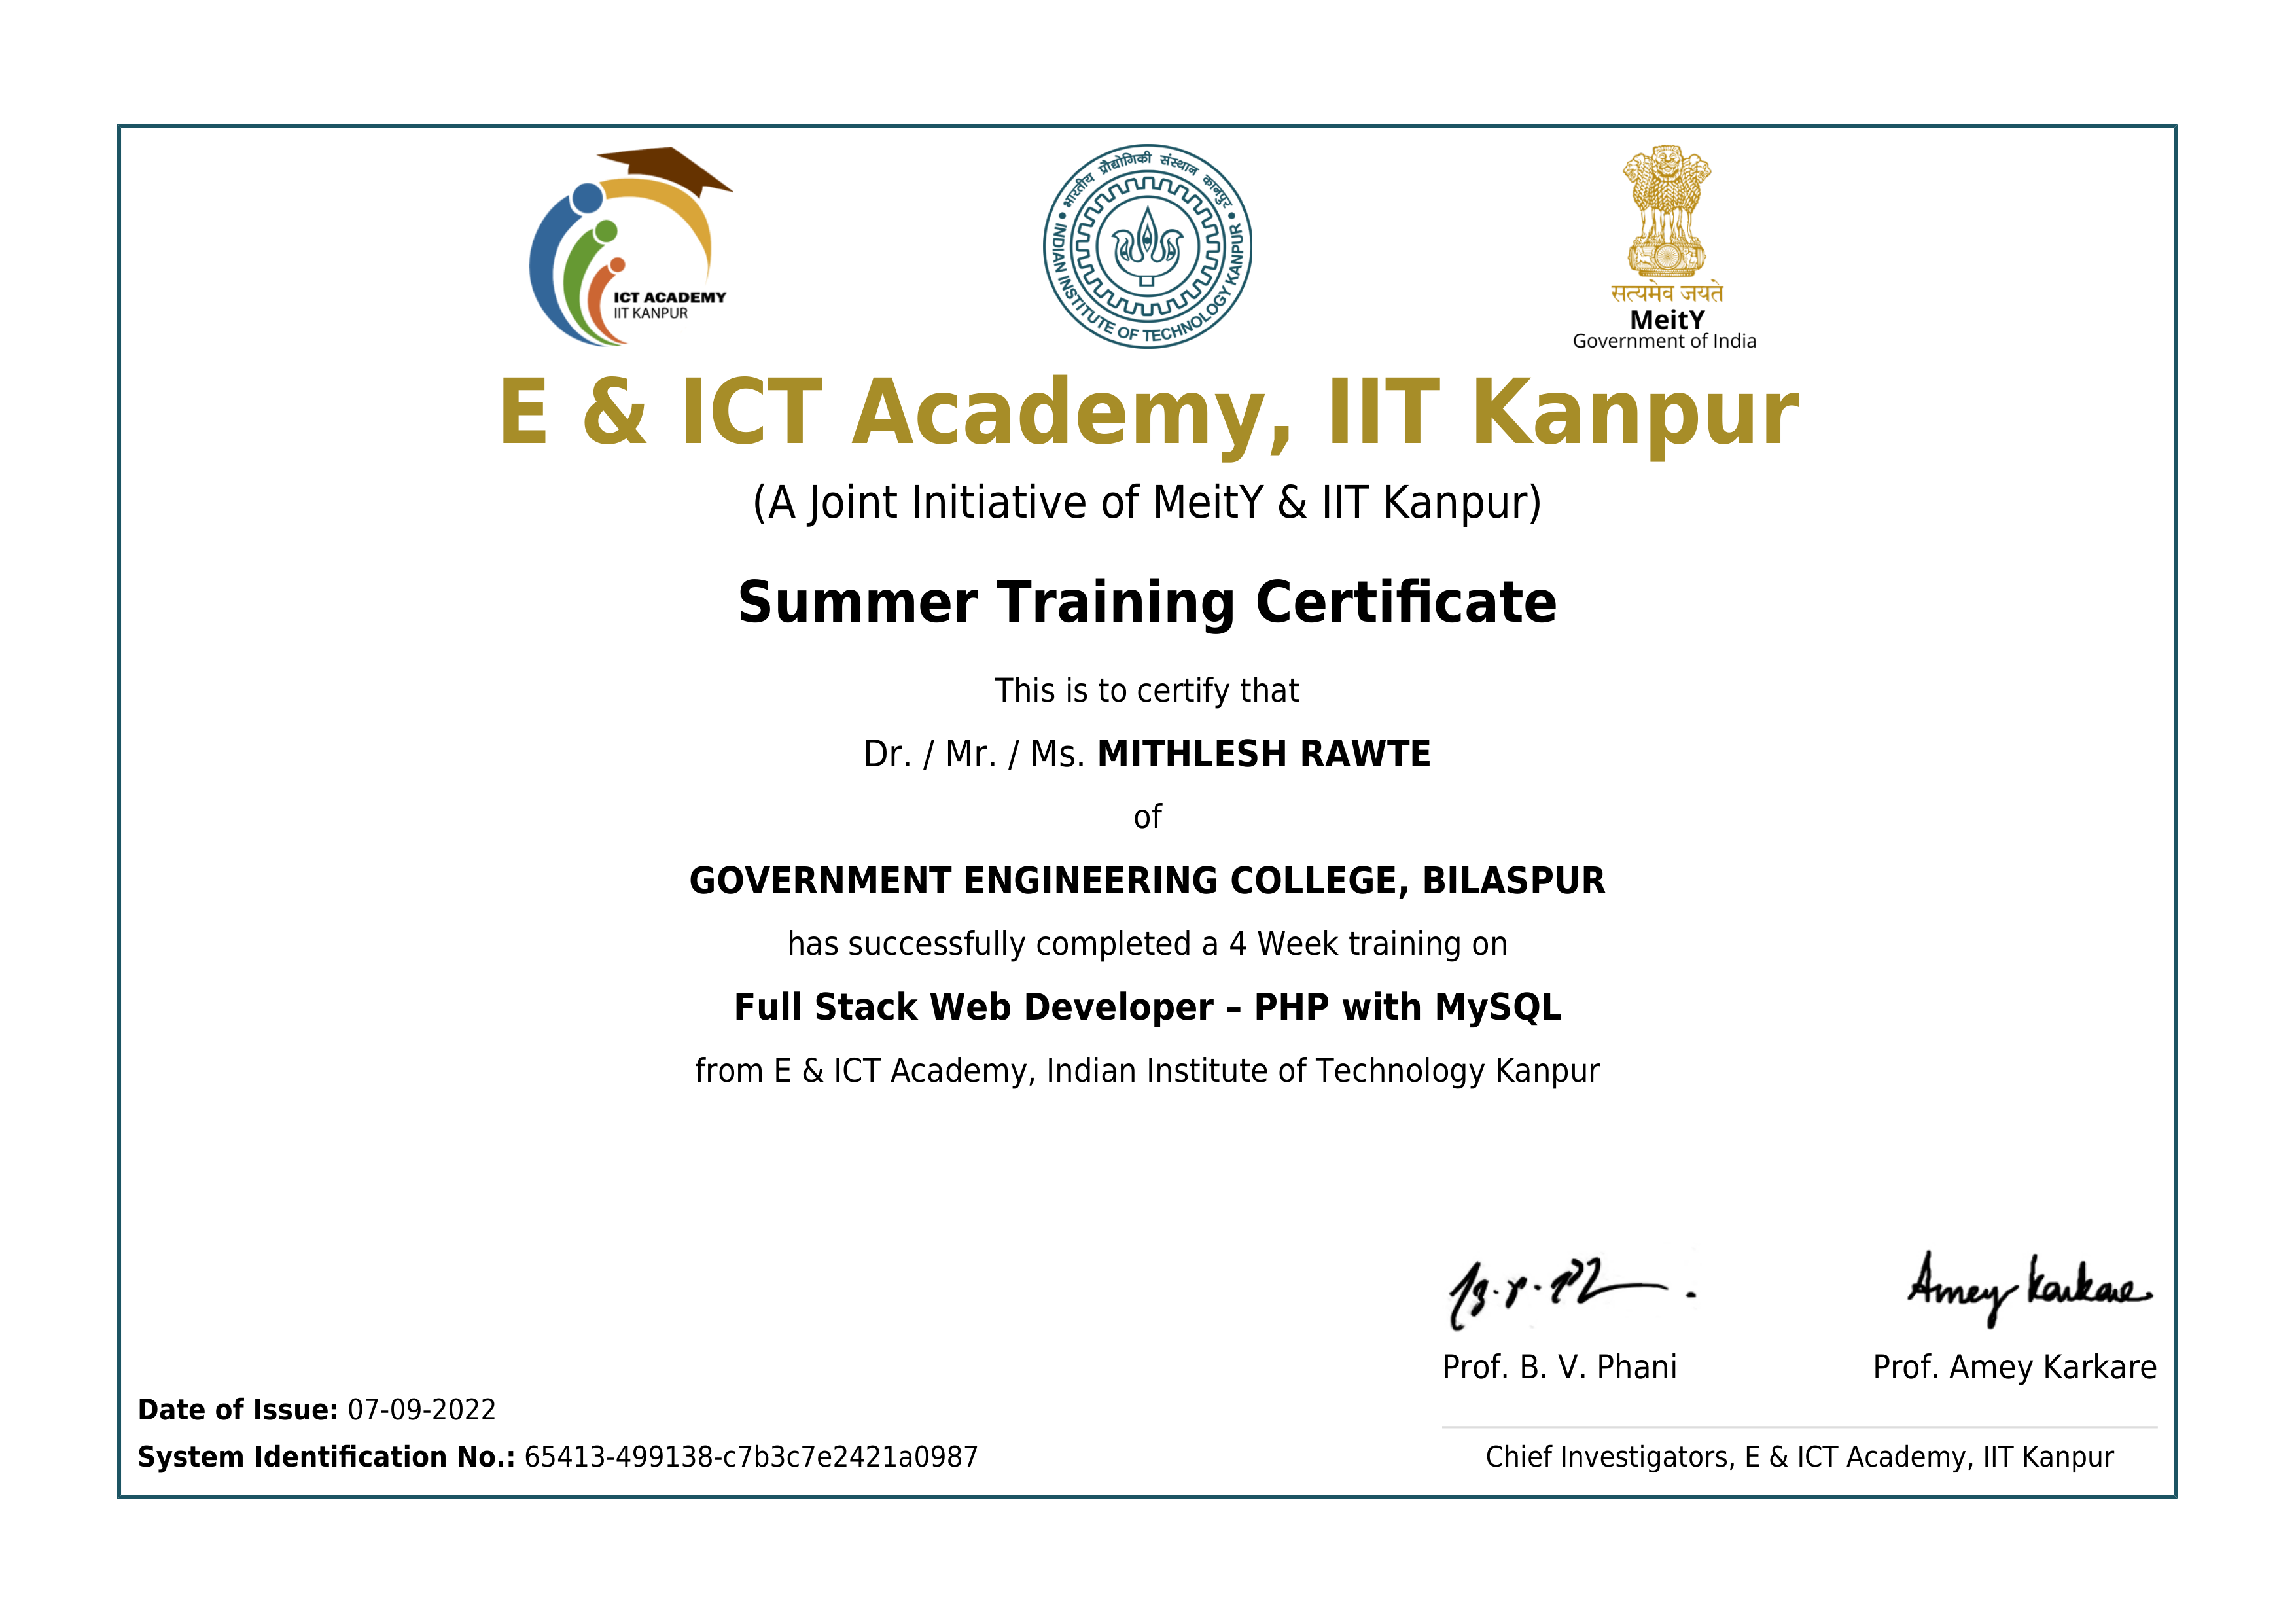 ICT ACADEMY
IIT KANPUR
भारतीय प्रौद्योगिकी संस्थान कानपुर
INDIAN INSTITUTE OF TECHNOLOGY KANPUR
सत्यमेव जयते
MeitY
Government of India
E & ICT Academy, IIT Kanpur
(A Joint Initiative of MeitY & IIT Kanpur)
Summer Training Certificate
This is to certify that
Dr. / Mr. / Ms. MITHLESH RAWTE
of
GOVERNMENT ENGINEERING COLLEGE, BILASPUR
has successfully completed a 4 Week training on
Full Stack Web Developer – PHP with MySQL
from E & ICT Academy, Indian Institute of Technology Kanpur
Amey Karkare
Prof. B. V. Phani
Prof. Amey Karkare
Date of Issue: 07-09-2022
System Identification No.: 65413-499138-c7b3c7e2421a0987
Chief Investigators, E & ICT Academy, IIT Kanpur